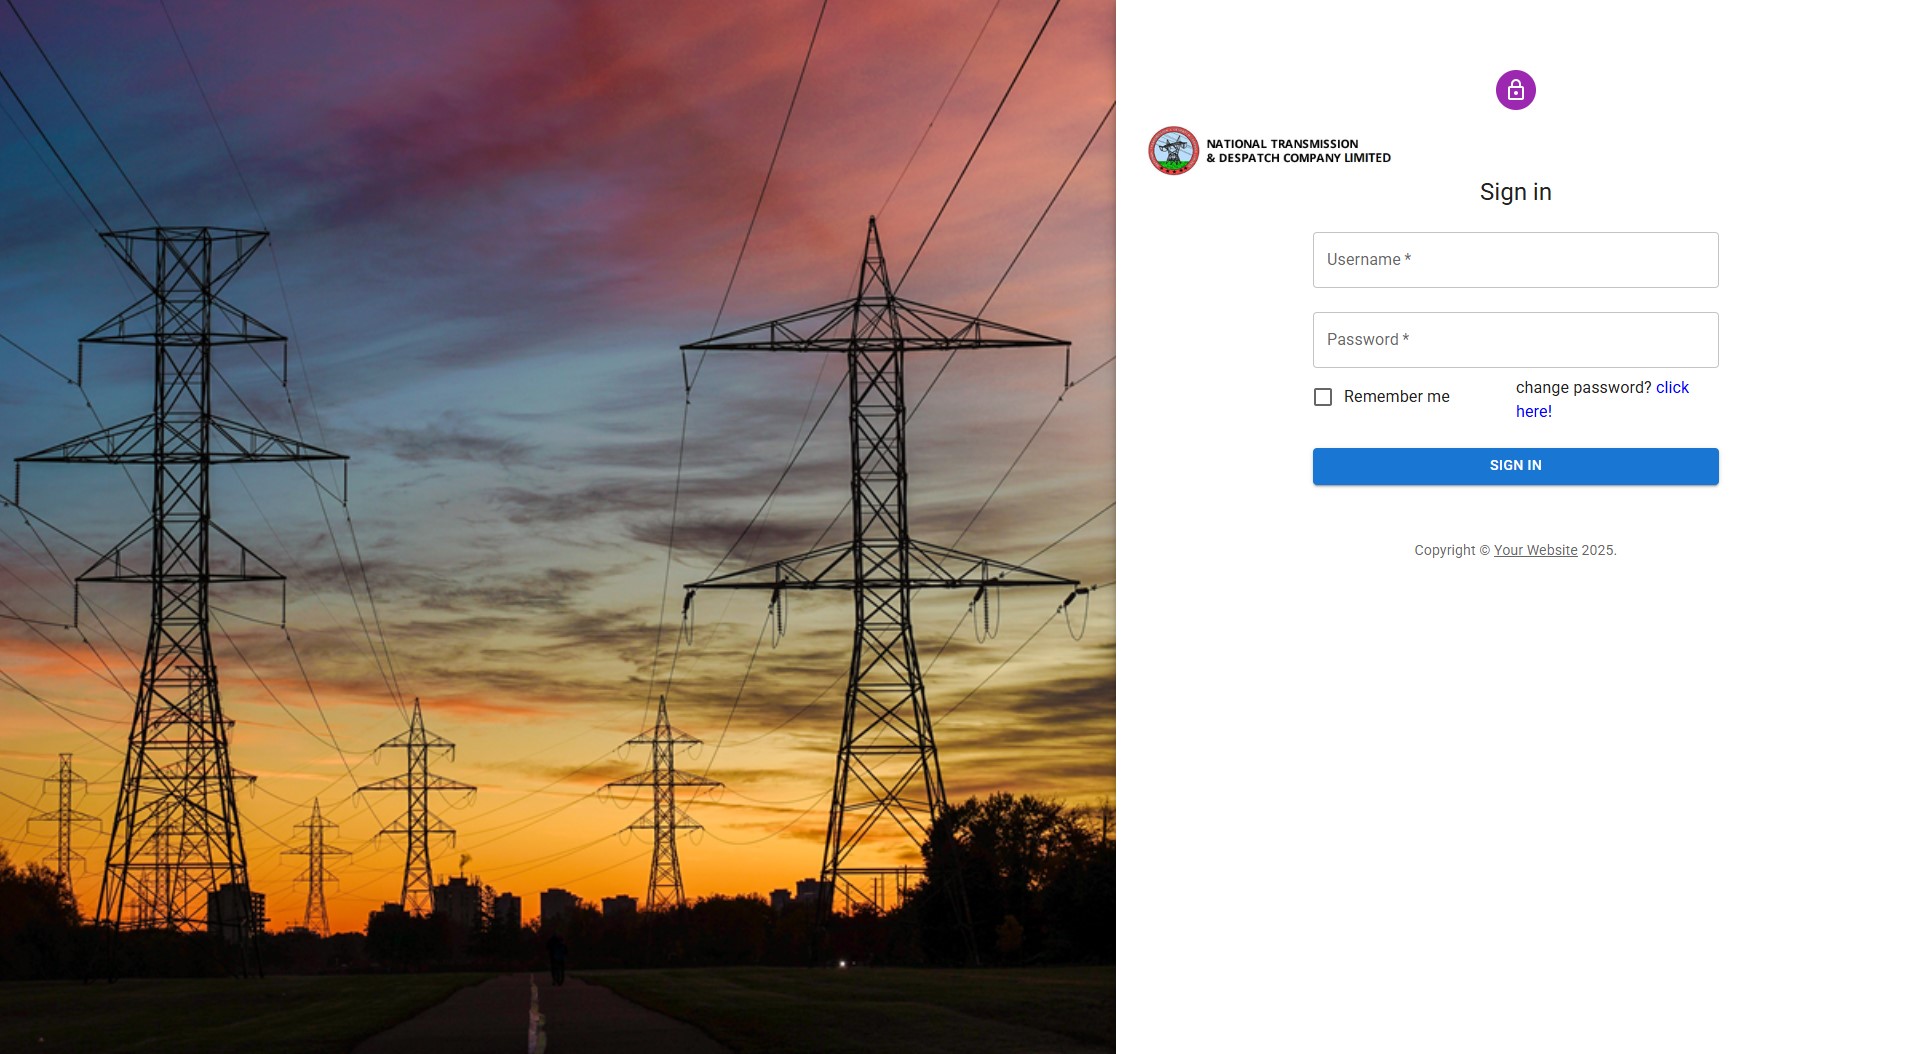 NATIONAL TRANSMISSION
& DESPATCH COMPANY LIMITED
Sign in
Username *
Password *
Remember me
change password? click
here!
SIGN IN
Copyright © Your Website 2025.